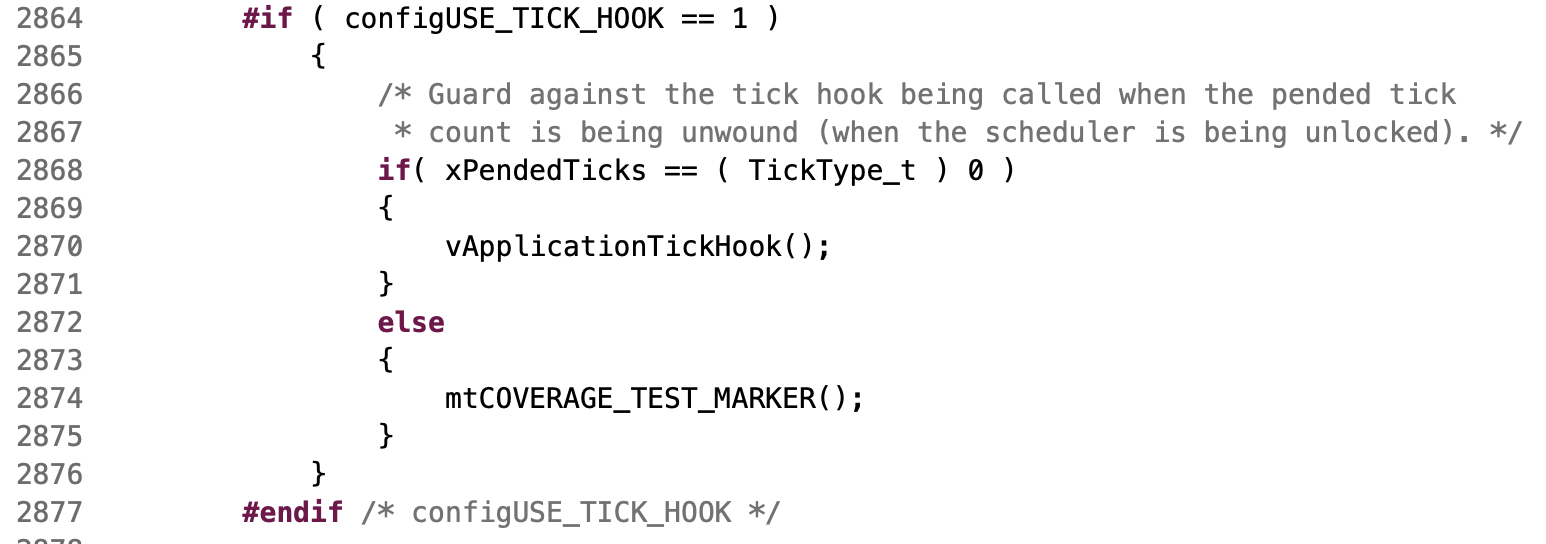 2864 #if ( configUSE_TICK_HOOK == 1 )
2865 {
2866 /* Guard against the tick hook being called when the pended tick
2867 * count is being unwound (when the scheduler is being unlocked). */
2868 if( xPendedTicks == ( TickType_t ) 0 )
2869 {
2870 vApplicationTickHook();
2871 }
2872 else
2873 {
2874 mtCOVERAGE_TEST_MARKER();
2875 }
2876 }
2877 #endif /* configUSE_TICK_HOOK */